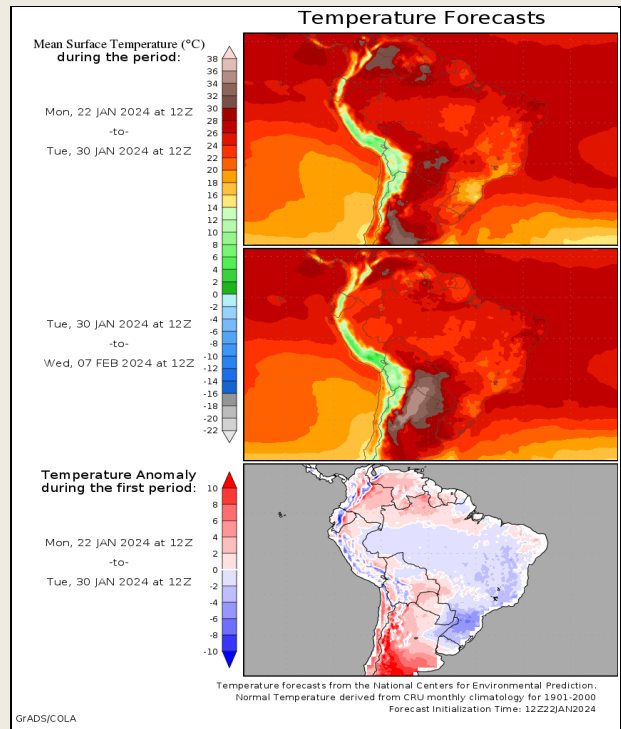 Temperature Forecasts
Mean Surface Temperature (°C)
during the period:
Mon, 22 JAN 2024 at 12Z
-to-
Tue, 30 JAN 2024 at 12Z
38
36
34
32
30
28
26
24
22
20
18
16
14
12
10
8
6
4
2
0
-2
-4
-6
-8
-10
-12
-14
-16
-18
-20
-22
Tue, 30 JAN 2024 at 12Z
-to-
Wed, 07 FEB 2024 at 12Z
Temperature Anomaly
during the first period:
Mon, 22 JAN 2024 at 12Z
-to-
Tue, 30 JAN 2024 at 12Z
10
8
6
4
2
0
-2
-4
-6
-8
-10
Temperature forecasts from the National Centers for Environmental Prediction.
Normal Temperature derived from CRU monthly climatology for 1901-2000
Forecast Initialization Time: 12Z22JAN2024
GrADS/COLA